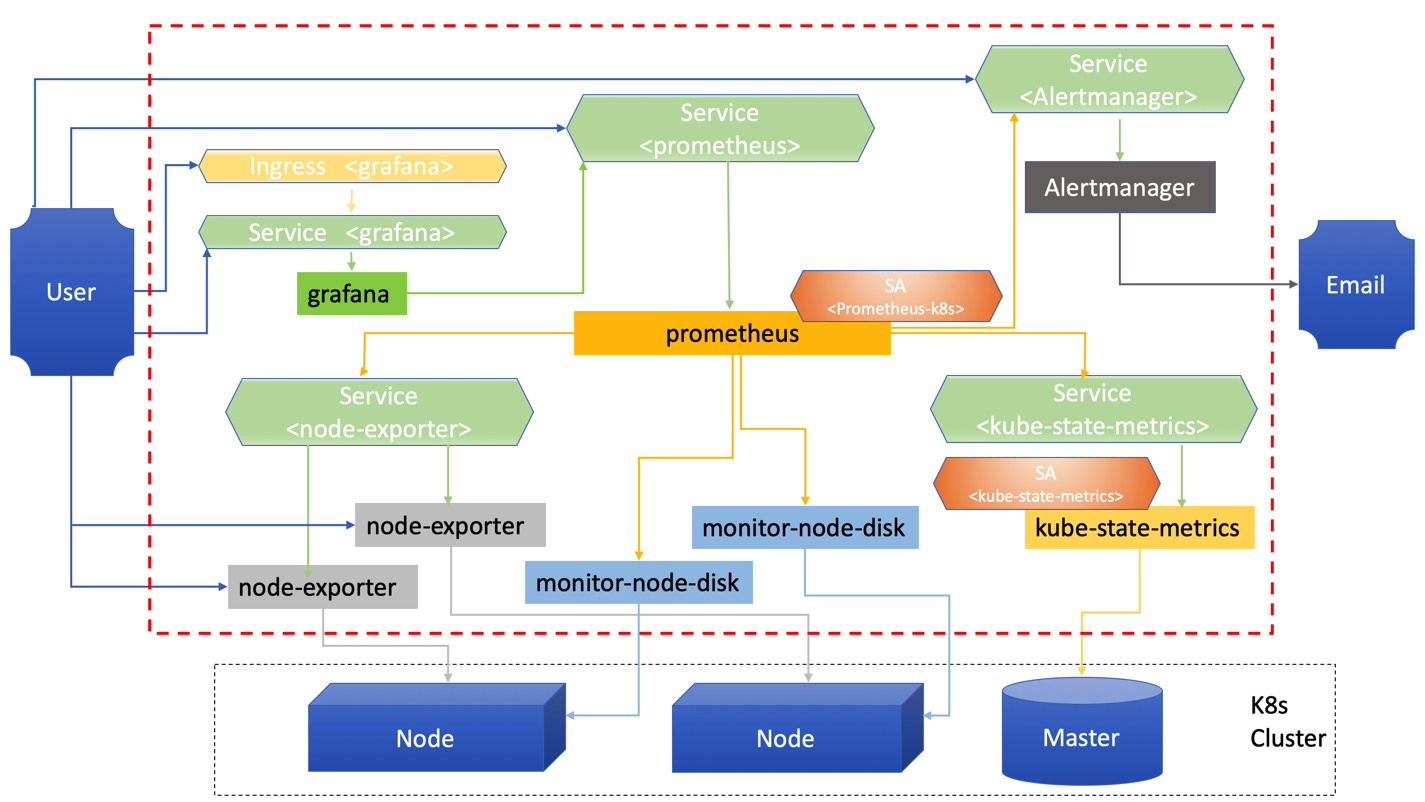 Service
<Alertmanager>
Service
<prometheus>
Ingress <grafana>
Alertmanager
Service <grafana>
User
grafana
SA
<Prometheus-k8s>
Email
prometheus
Service
<node-exporter>
Service
<kube-state-metrics>
SA
<kube-state-metrics>
node-exporter
monitor-node-disk
kube-state-metrics
node-exporter
monitor-node-disk
Node
Node
Master
K8s
Cluster